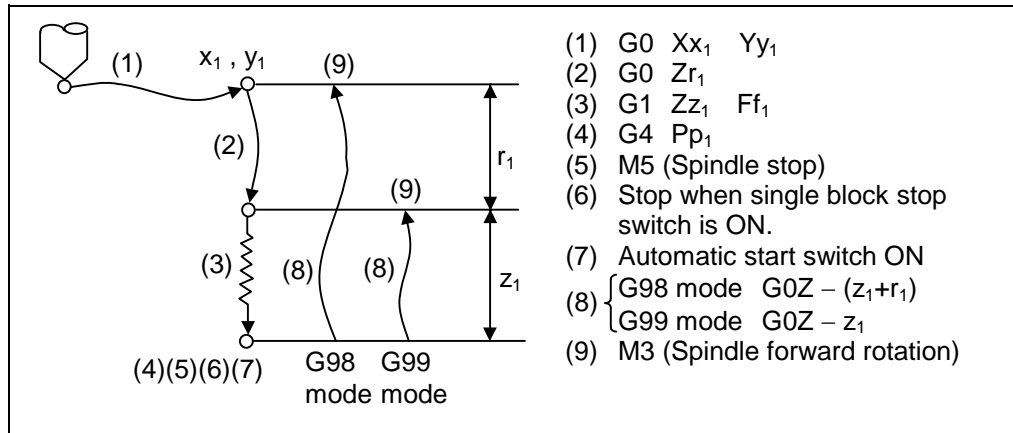 (1)
x₁ , y₁
(9)
(2)
r₁
(9)
(3)
(8)
(8)
z₁
(4)(5)(6)(7)
G98 mode
G99 mode
(1) G0 Xx₁ Yy₁
(2) G0 Zr₁
(3) G1 Zz₁ Ff₁
(4) G4 Pp₁
(5) M5 (Spindle stop)
(6) Stop when single block stop
switch is ON.
(7) Automatic start switch ON
(8) G98 mode G0Z – (z₁+r₁)
G99 mode G0Z – z₁
(9) M3 (Spindle forward rotation)